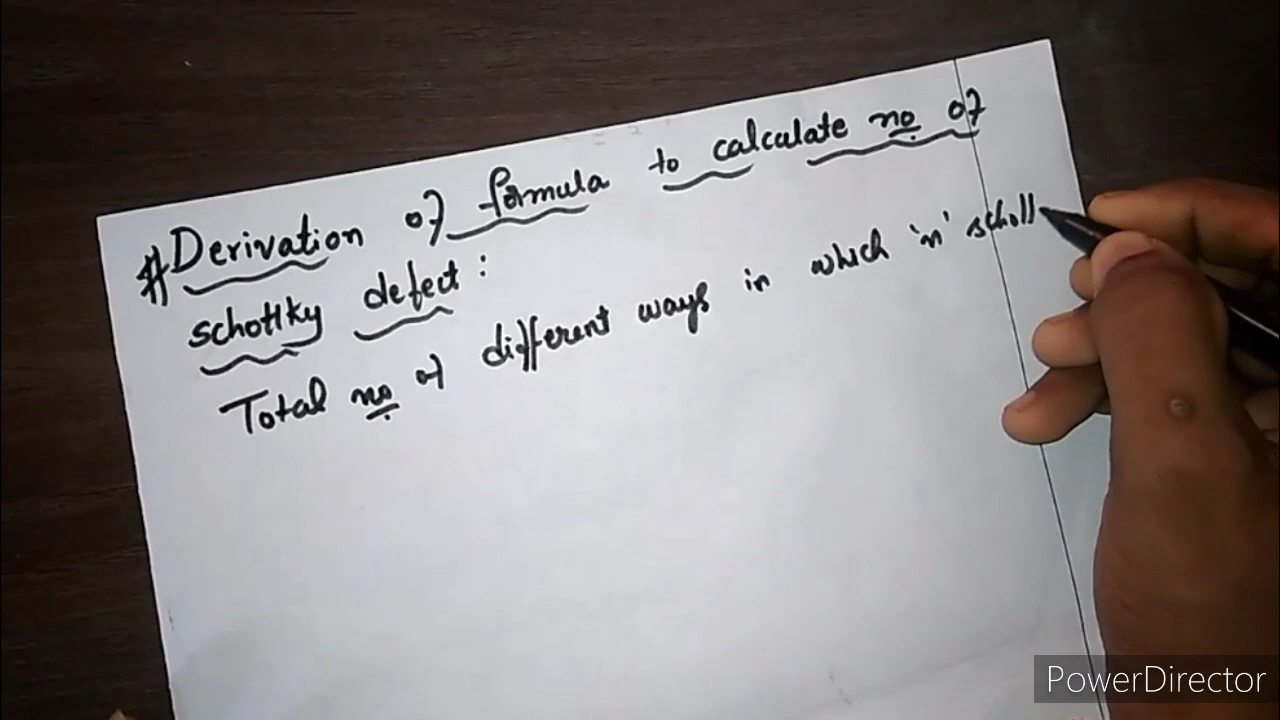 # Derivation of formula to calculate no of
schottky defect :
Total no of different ways in which 'n' schott
PowerDirector